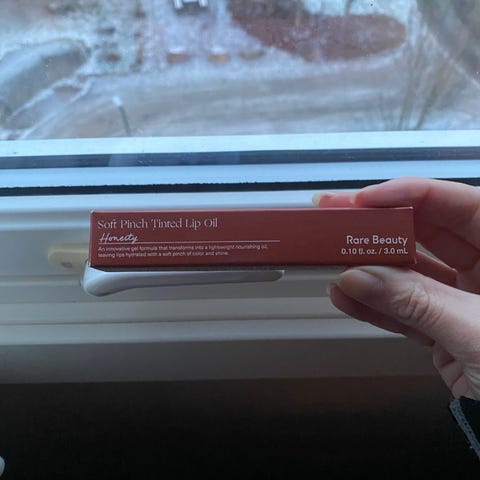 Soft Pinch Tinted Lip Oil
Honesty
An innovative gel formula that transforms into a lightweight nourishing oil,
leaving lips hydrated with a soft pinch of color and shine.
Rare Beauty
0.10 fl. oz. / 3.0 mL